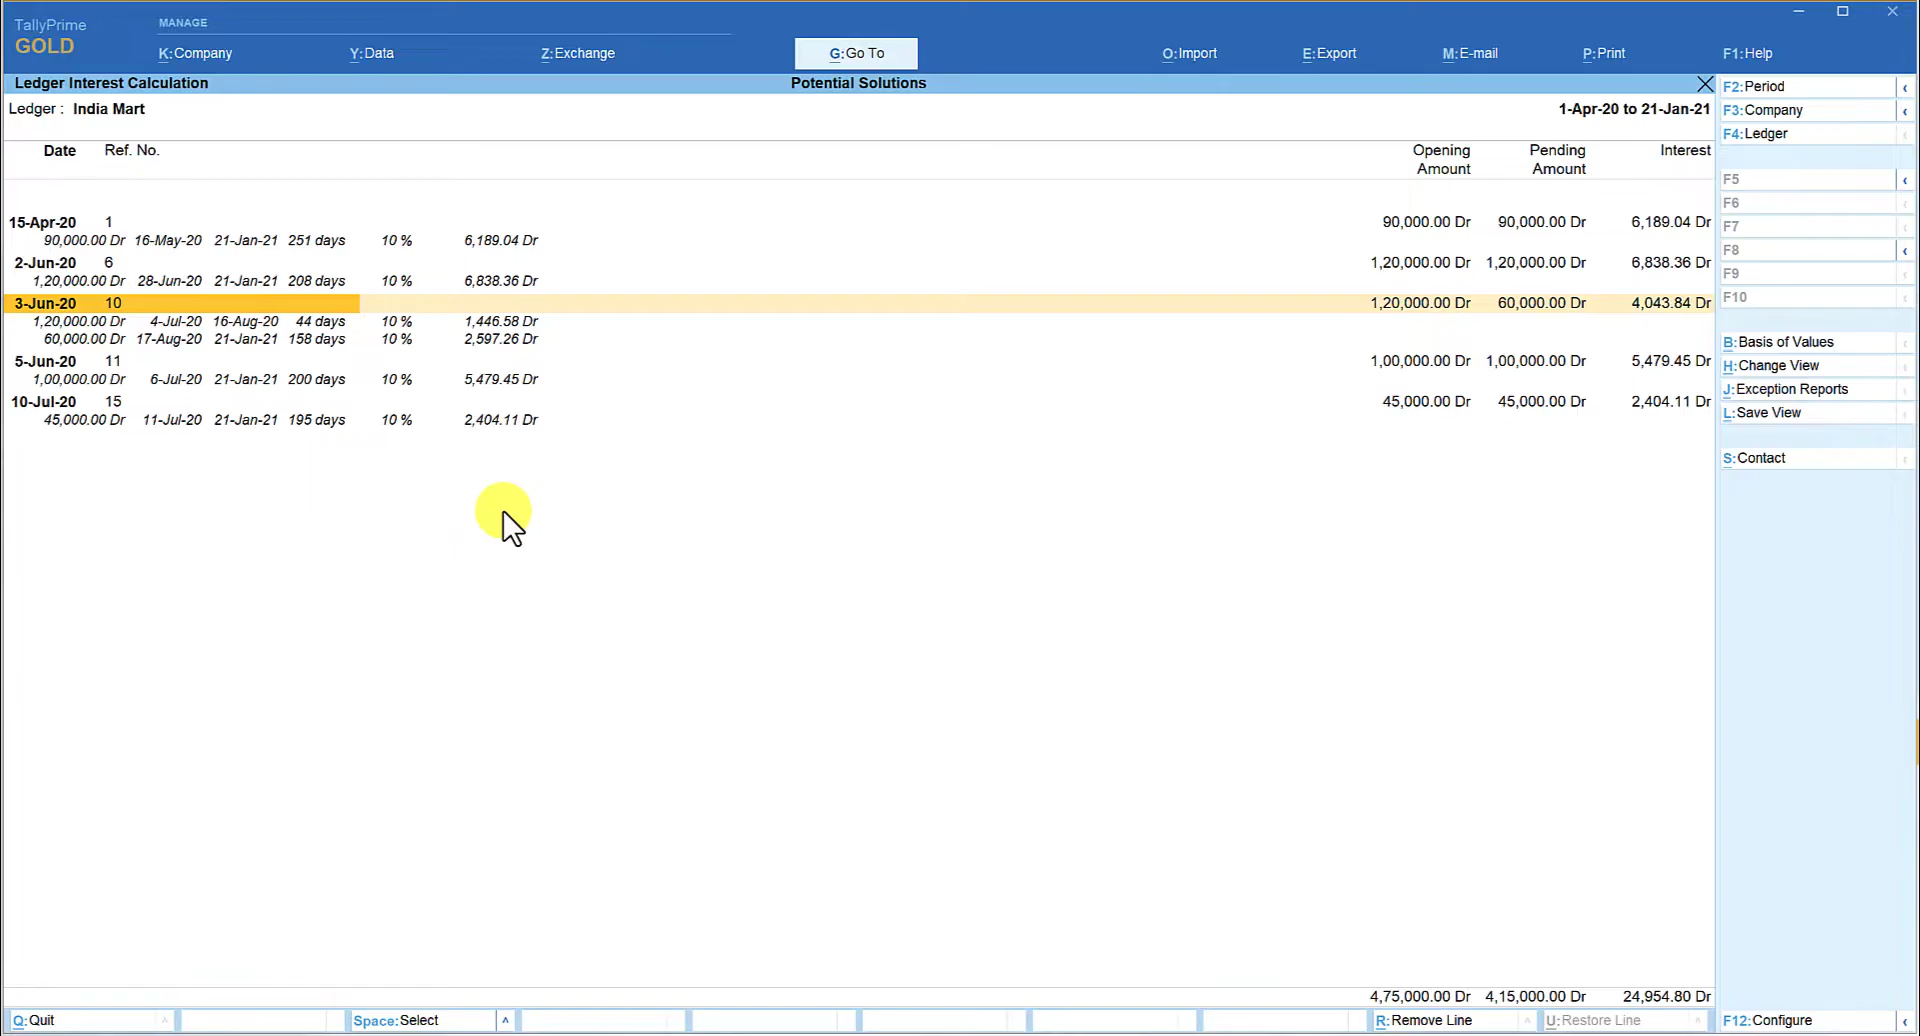 TallyPrime
GOLD
MANAGE
K:Company
Y:Data
Z:Exchange
G:Go To
O:Import
E:Export
M:E-mail
P:Print
F1:Help
Ledger Interest Calculation
Potential Solutions
Ledger : India Mart
1-Apr-20 to 21-Jan-21
Date Ref. No. Opening Amount Pending Amount Interest
15-Apr-20 1 90,000.00 Dr 90,000.00 Dr 6,189.04 Dr
90,000.00 Dr 16-May-20 21-Jan-21 251 days 10 % 6,189.04 Dr
2-Jun-20 6 1,20,000.00 Dr 1,20,000.00 Dr 6,838.36 Dr
1,20,000.00 Dr 28-Jun-20 21-Jan-21 208 days 10 % 6,838.36 Dr
3-Jun-20 10 1,20,000.00 Dr 60,000.00 Dr 4,043.84 Dr
1,20,000.00 Dr 4-Jul-20 16-Aug-20 44 days 10 % 1,446.58 Dr
60,000.00 Dr 17-Aug-20 21-Jan-21 158 days 10 % 2,597.26 Dr
5-Jun-20 11 1,00,000.00 Dr 1,00,000.00 Dr 5,479.45 Dr
1,00,000.00 Dr 6-Jul-20 21-Jan-21 200 days 10 % 5,479.45 Dr
10-Jul-20 15 45,000.00 Dr 45,000.00 Dr 2,404.11 Dr
45,000.00 Dr 11-Jul-20 21-Jan-21 195 days 10 % 2,404.11 Dr
4,75,000.00 Dr 4,15,000.00 Dr 24,954.80 Dr
F2:Period
F3:Company
F4:Ledger
F5
F6
F7
F8
F9
F10
B:Basis of Values
H:Change View
J:Exception Reports
L:Save View
S:Contact
Q:Quit
Space:Select
R:Remove Line
U:Restore Line
F12:Configure